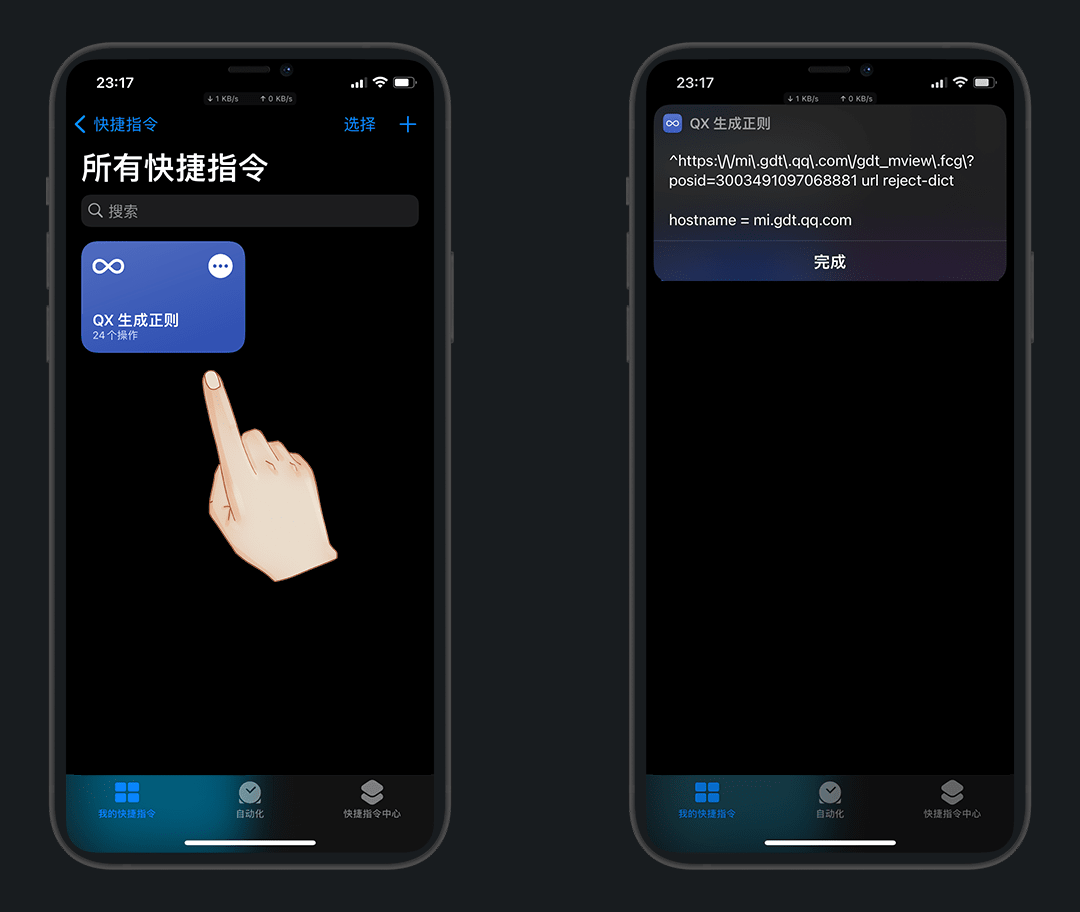 23:17
↓ 1 KB/s ↑ 0 KB/s
快捷指令 选择
所有快捷指令
搜索
QX 生成正则
24个操作
我的快捷指令 自动化 快捷指令中心
23:17
↓ 1 KB/s ↑ 0 KB/s
QX 生成正则
^https:\/\/mi\.gdt\.qq\.com\/gdt_mview\.fcg\?
posid=3003491097068881 url reject-dict
hostname = mi.gdt.qq.com
完成
我的快捷指令 自动化 快捷指令中心